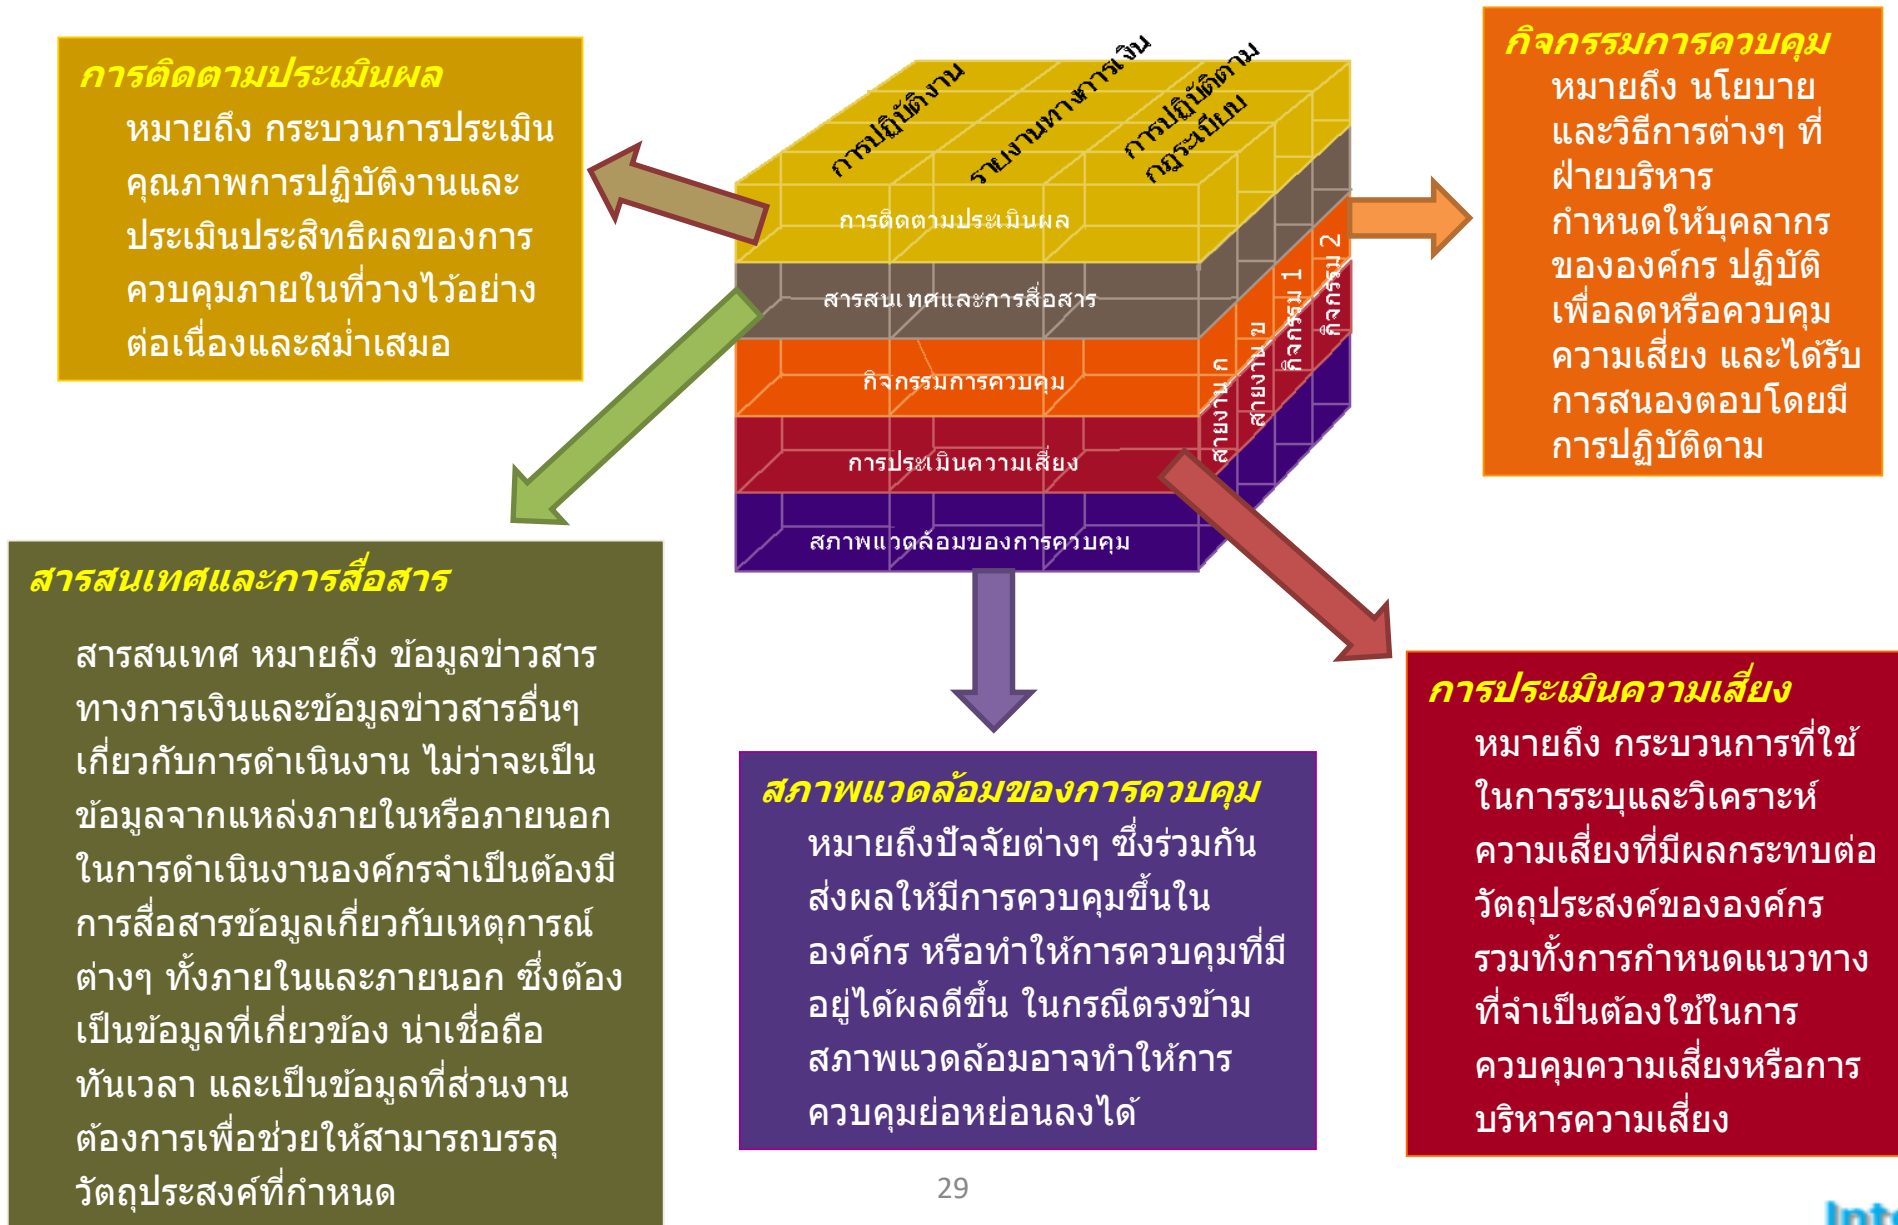 การติดตามประเมินผล
หมายถึง กระบวนการประเมิน
คุณภาพการปฏิบัติงานและ
ประเมินประสิทธิผลของการ
ควบคุมภายในที่วางไว้อย่าง
ต่อเนื่องและสม่ำเสมอ
การปฏิบัติงาน
รายงานทางการเงิน
การปฏิบัติตาม
กฎระเบียบ
การติดตามประเมินผล
สารสนเทศและการสื่อสาร
กิจกรรมการควบคุม
การประเมินความเสี่ยง
สภาพแวดล้อมของการควบคุม
สายงาน ก
สายงาน ข
กิจกรรม 1
กิจกรรม 2
กิจกรรมการควบคุม
หมายถึง นโยบาย
และวิธีการต่างๆ ที่
ฝ่ายบริหาร
กำหนดให้บุคลากร
ขององค์กร ปฏิบัติ
เพื่อลดหรือควบคุม
ความเสี่ยง และได้รับ
การสนองตอบโดยมี
การปฏิบัติตาม
สารสนเทศและการสื่อสาร
สารสนเทศ หมายถึง ข้อมูลข่าวสาร
ทางการเงินและข้อมูลข่าวสารอื่นๆ
เกี่ยวกับการดำเนินงาน ไม่ว่าจะเป็น
ข้อมูลจากแหล่งภายในหรือภายนอก
ในการดำเนินงานองค์กรจำเป็นต้องมี
การสื่อสารข้อมูลเกี่ยวกับเหตุการณ์
ต่างๆ ทั้งภายในและภายนอก ซึ่งต้อง
เป็นข้อมูลที่เกี่ยวข้อง น่าเชื่อถือ
ทันเวลา และเป็นข้อมูลที่ส่วนงาน
ต้องการเพื่อช่วยให้สามารถบรรลุ
วัตถุประสงค์ที่กำหนด
สภาพแวดล้อมของการควบคุม
หมายถึงปัจจัยต่างๆ ซึ่งร่วมกัน
ส่งผลให้มีการควบคุมขึ้นใน
องค์กร หรือทำให้การควบคุมที่มี
อยู่ได้ผลดีขึ้น ในกรณีตรงข้าม
สภาพแวดล้อมอาจทำให้การ
ควบคุมย่อหย่อนลงได้
การประเมินความเสี่ยง
หมายถึง กระบวนการที่ใช้
ในการระบุและวิเคราะห์
ความเสี่ยงที่มีผลกระทบต่อ
วัตถุประสงค์ขององค์กร
รวมทั้งการกำหนดแนวทาง
ที่จำเป็นต้องใช้ในการ
ควบคุมความเสี่ยงหรือการ
บริหารความเสี่ยง
29